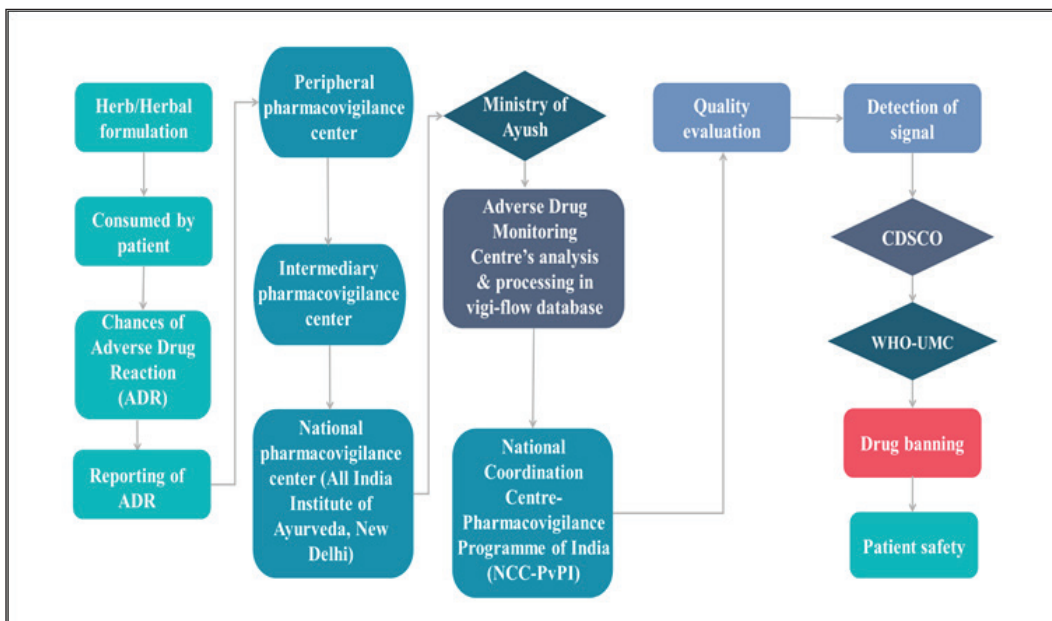 Herb/Herbal
formulation
Consumed by
patient
Chances of
Adverse Drug
Reaction
(ADR)
Reporting of
ADR
Peripheral
pharmacovigilance
center
Intermediary
pharmacovigilance
center
National
pharmacovigilance
center (All India
Institute of
Ayurveda, New
Delhi)
Ministry of
Ayush
Adverse Drug
Monitoring
Centre’s analysis
& processing in
vigi-flow database
National
Coordination
Centre-
Pharmacovigilance
Programme of India
(NCC-PvPI)
Quality
evaluation
Detection of
signal
CDSCO
WHO-UMC
Drug banning
Patient safety